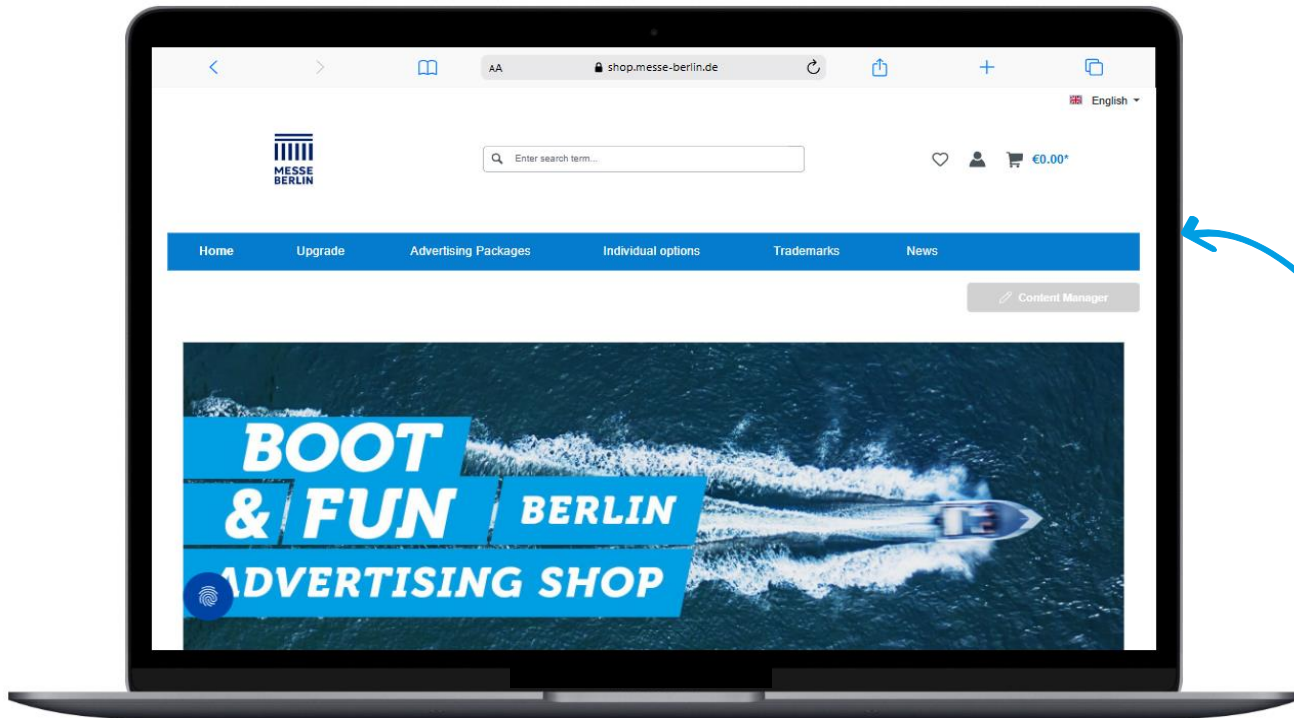 AA
shop.messe-berlin.de
English
MESSE
BERLIN
Enter search term...
€0.00*
Home Upgrade Advertising Packages Individual options Trademarks News
Content Manager
BOOT
& FUN BERLIN
ADVERTISING SHOP